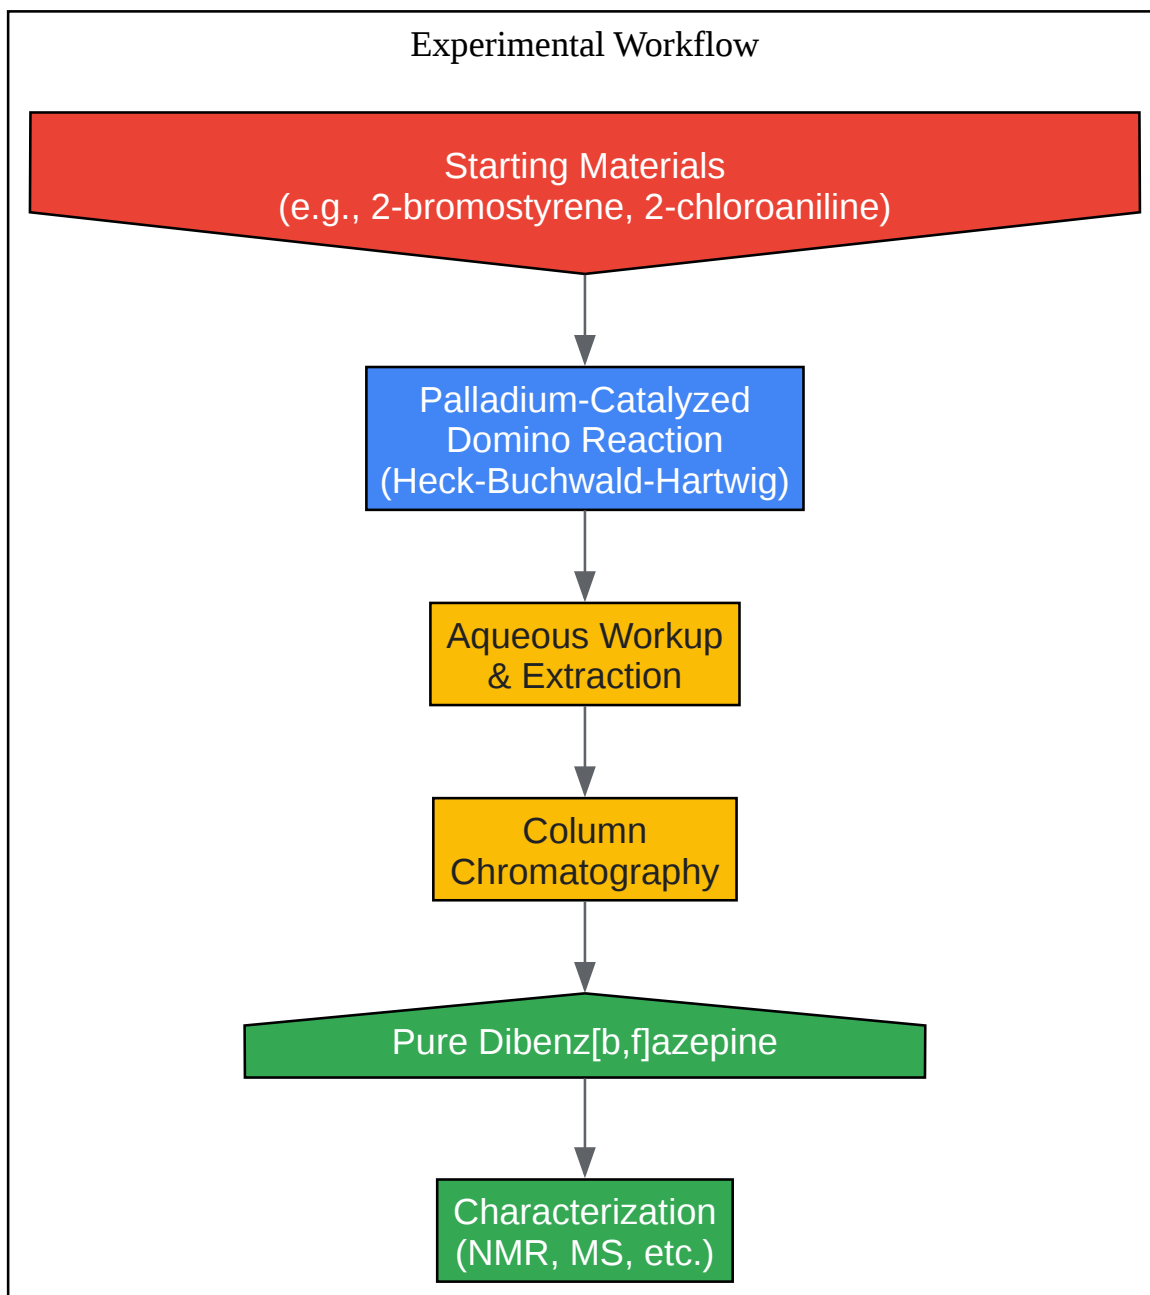 Experimental Workflow
Starting Materials
(e.g., 2-bromostyrene, 2-chloroaniline)
Palladium-Catalyzed
Domino Reaction
(Heck-Buchwald-Hartwig)
Aqueous Workup
& Extraction
Column
Chromatography
Pure Dibenz[b,f]azepine
Characterization
(NMR, MS, etc.)